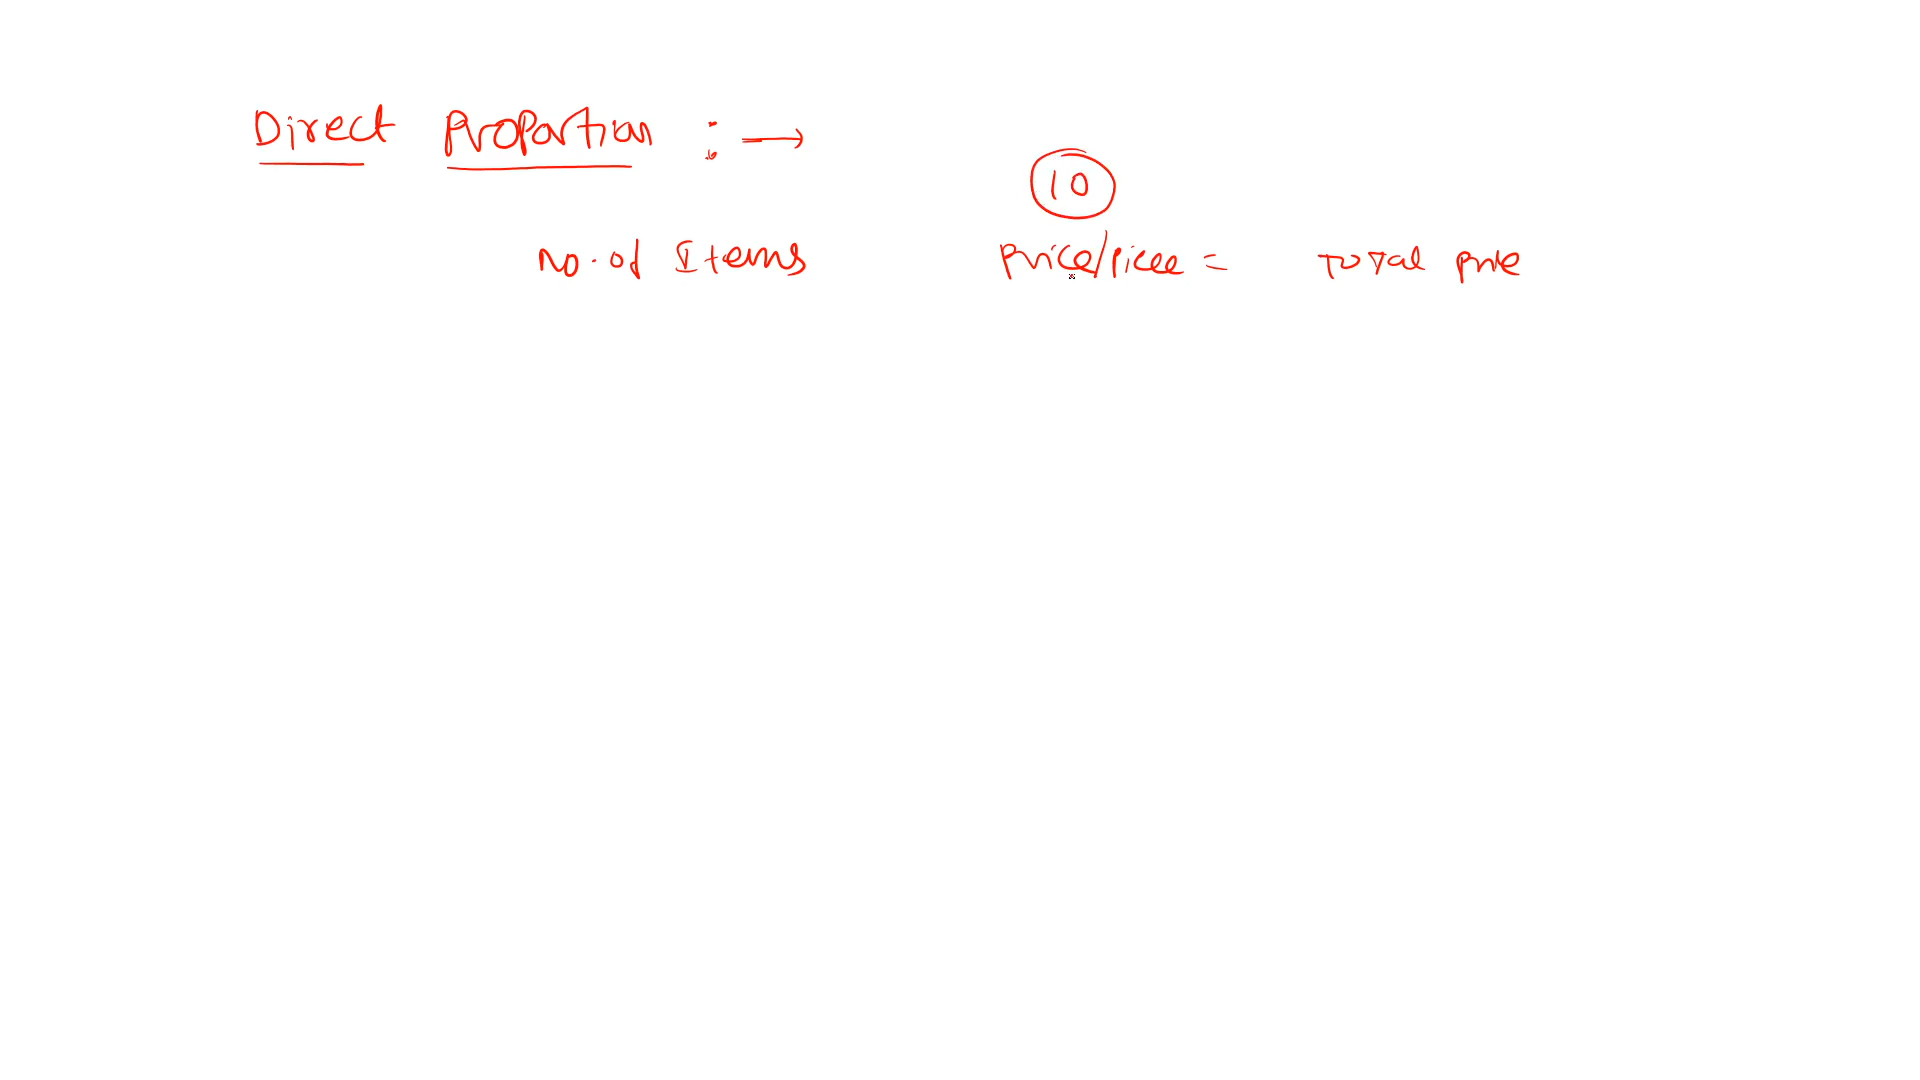 Direct Proportion : →
10
No. of Items Price/piece = Total price